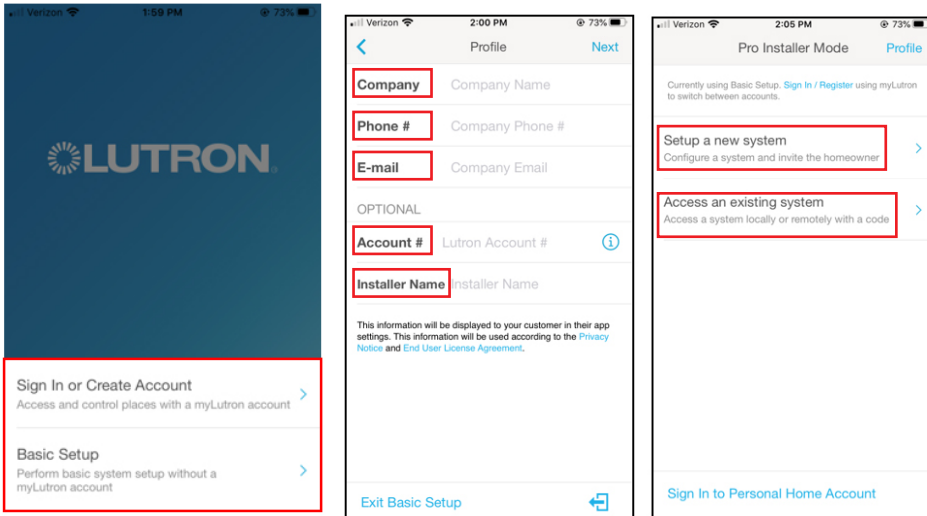 Verizon 1:59 PM 73%
LUTRON
Sign In or Create Account
Access and control places with a myLutron account
Basic Setup
Perform basic system setup without a
myLutron account
Verizon 2:00 PM 73%
Profile Next
Company Company Name
Phone # Company Phone #
E-mail Company Email
OPTIONAL
Account # Lutron Account #
Installer Name Installer Name
This information will be displayed to your customer in their app
settings. This information will be used according to the Privacy
Notice and End User License Agreement.
Exit Basic Setup
Verizon 2:05 PM 73%
Pro Installer Mode Profile
Currently using Basic Setup. Sign In / Register using myLutron
to switch between accounts.
Setup a new system
Configure a system and invite the homeowner
Access an existing system
Access a system locally or remotely with a code
Sign In to Personal Home Account